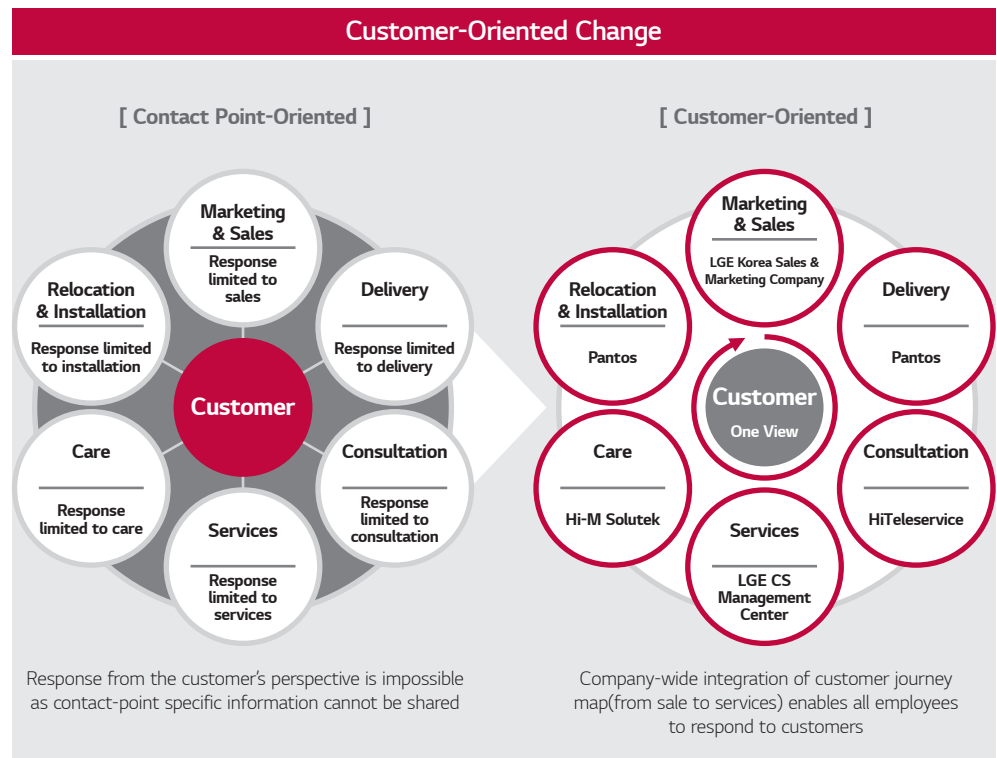 Customer-Oriented Change
[ Contact Point-Oriented ]
Marketing
& Sales
Response
limited to
sales
Delivery
Response limited
to delivery
Consultation
Response
limited to
consultation
Services
Response
limited to
services
Care
Response
limited to care
Relocation
& Installation
Response limited
to installation
Customer
Response from the customer's perspective is impossible
as contact-point specific information cannot be shared
[ Customer-Oriented ]
Marketing
& Sales
LGE Korea Sales &
Marketing Company
Delivery
Pantos
Consultation
HiTeleservice
Services
LGE CS
Management
Center
Care
Hi-M Solutek
Relocation
& Installation
Pantos
Customer
One View
Company-wide integration of customer journey
map(from sale to services) enables all employees
to respond to customers